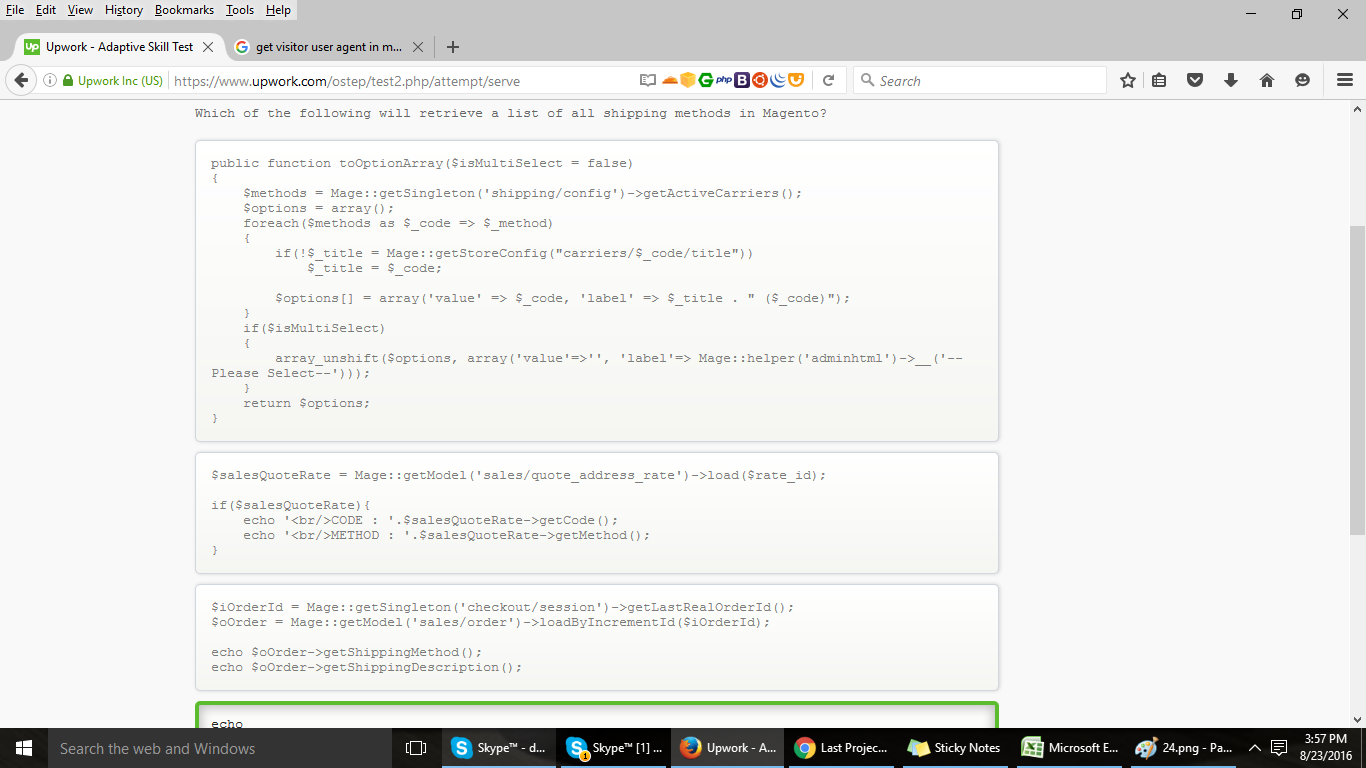 File Edit View History Bookmarks Tools Help
Upwork - Adaptive Skill Test
get visitor user agent in m...
Upwork Inc (US)
https://www.upwork.com/ostep/test2.php/attempt/serve
Search
Which of the following will retrieve a list of all shipping methods in Magento?
public function toOptionArray($isMultiSelect = false)
{
    $methods = Mage::getSingleton('shipping/config')->getActiveCarriers();
    $options = array();
    foreach($methods as $_code => $_method)
    {
        if(!$_title = Mage::getStoreConfig("carriers/$_code/title"))
            $_title = $_code;
        $options[] = array('value' => $_code, 'label' => $_title . " ($_code)");
    }
    if($isMultiSelect)
    {
        array_unshift($options, array('value'=>'', 'label'=> Mage::helper('adminhtml')->__('--
Please Select--')));
    }
    return $options;
}
$salesQuoteRate = Mage::getModel('sales/quote_address_rate')->load($rate_id);
if($salesQuoteRate){
    echo '<br/>CODE : '.$salesQuoteRate->getCode();
    echo '<br/>METHOD : '.$salesQuoteRate->getMethod();
}
$iOrderId = Mage::getSingleton('checkout/session')->getLastRealOrderId();
$oOrder = Mage::getModel('sales/order')->loadByIncrementId($iOrderId);
echo $oOrder->getShippingMethod();
echo $oOrder->getShippingDescription();
echo
Search the web and Windows
Skype™ - d...
Skype™ [1] ...
Upwork - A...
Last Projec...
Sticky Notes
Microsoft E...
24.png - Pa...
3:57 PM
8/23/2016